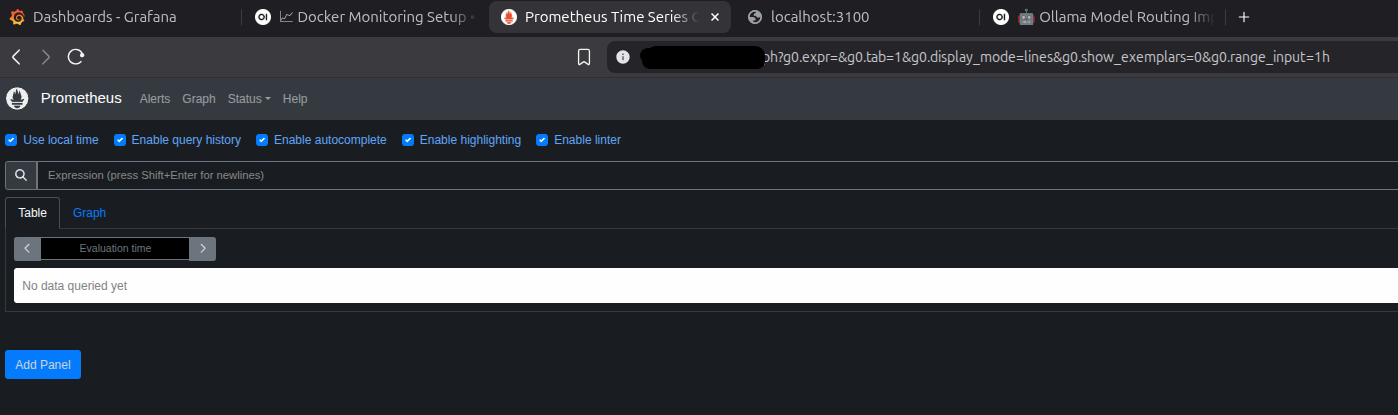 Dashboards - Grafana
OI 📈 Docker Monitoring Setup
Prometheus Time Series
localhost:3100
OI 🤖 Ollama Model Routing
ph?g0.expr=&g0.tab=1&g0.display_mode=lines&g0.show_exemplars=0&g0.range_input=1h
Prometheus Alerts Graph Status Help
Use local time Enable query history Enable autocomplete Enable highlighting Enable linter
Expression (press Shift+Enter for newlines)
Table Graph
Evaluation time
No data queried yet
Add Panel